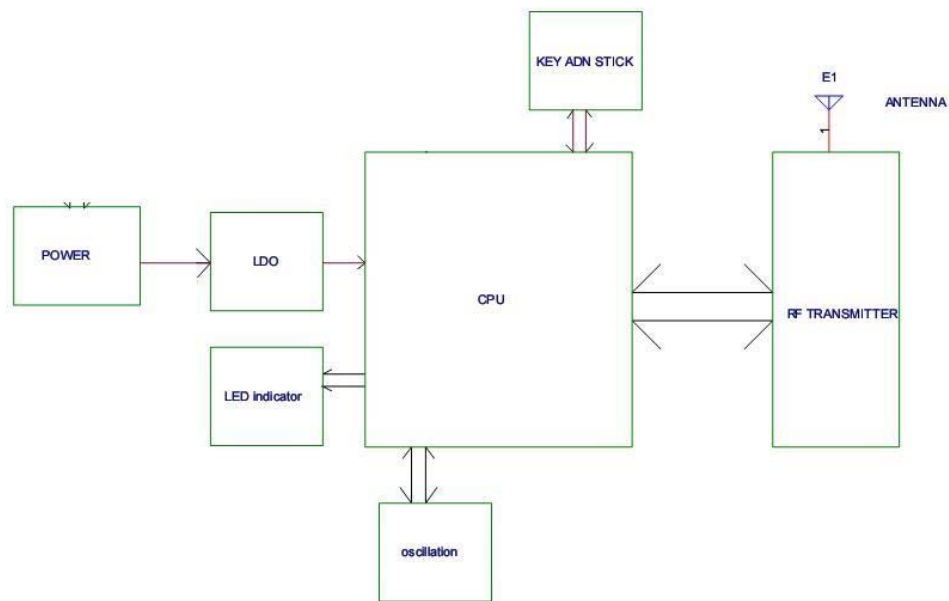 KEY ADN STICK
E1
ANTENNA
1
POWER
LDO
CPU
RF TRANSMITTER
LED indicator
oscillation